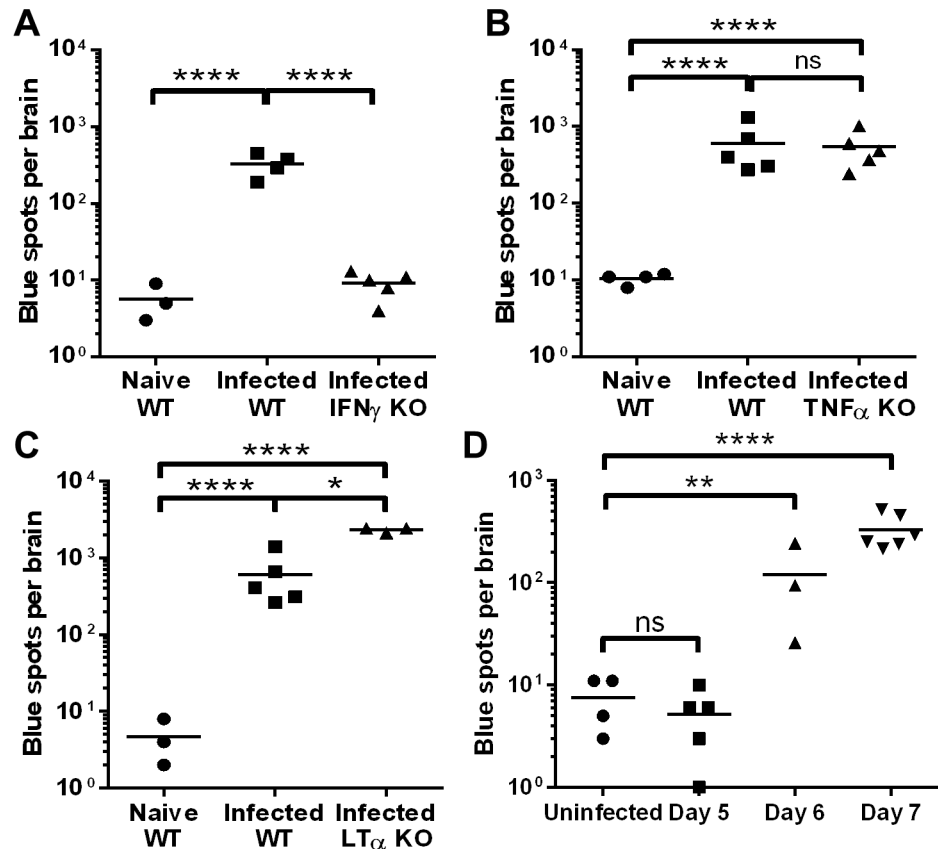 A
Blue spots per brain
10⁴
10³
10²
10¹
10⁰
****
****
Naive WT
Infected WT
Infected IFNγ KO
B
Blue spots per brain
10⁴
10³
10²
10¹
10⁰
****
****
ns
Naive WT
Infected WT
Infected TNFα KO
C
Blue spots per brain
10⁴
10³
10²
10¹
10⁰
****
****
*
Naive WT
Infected WT
Infected LTα KO
D
Blue spots per brain
10³
10²
10¹
10⁰
****
**
ns
Uninfected
Day 5
Day 6
Day 7